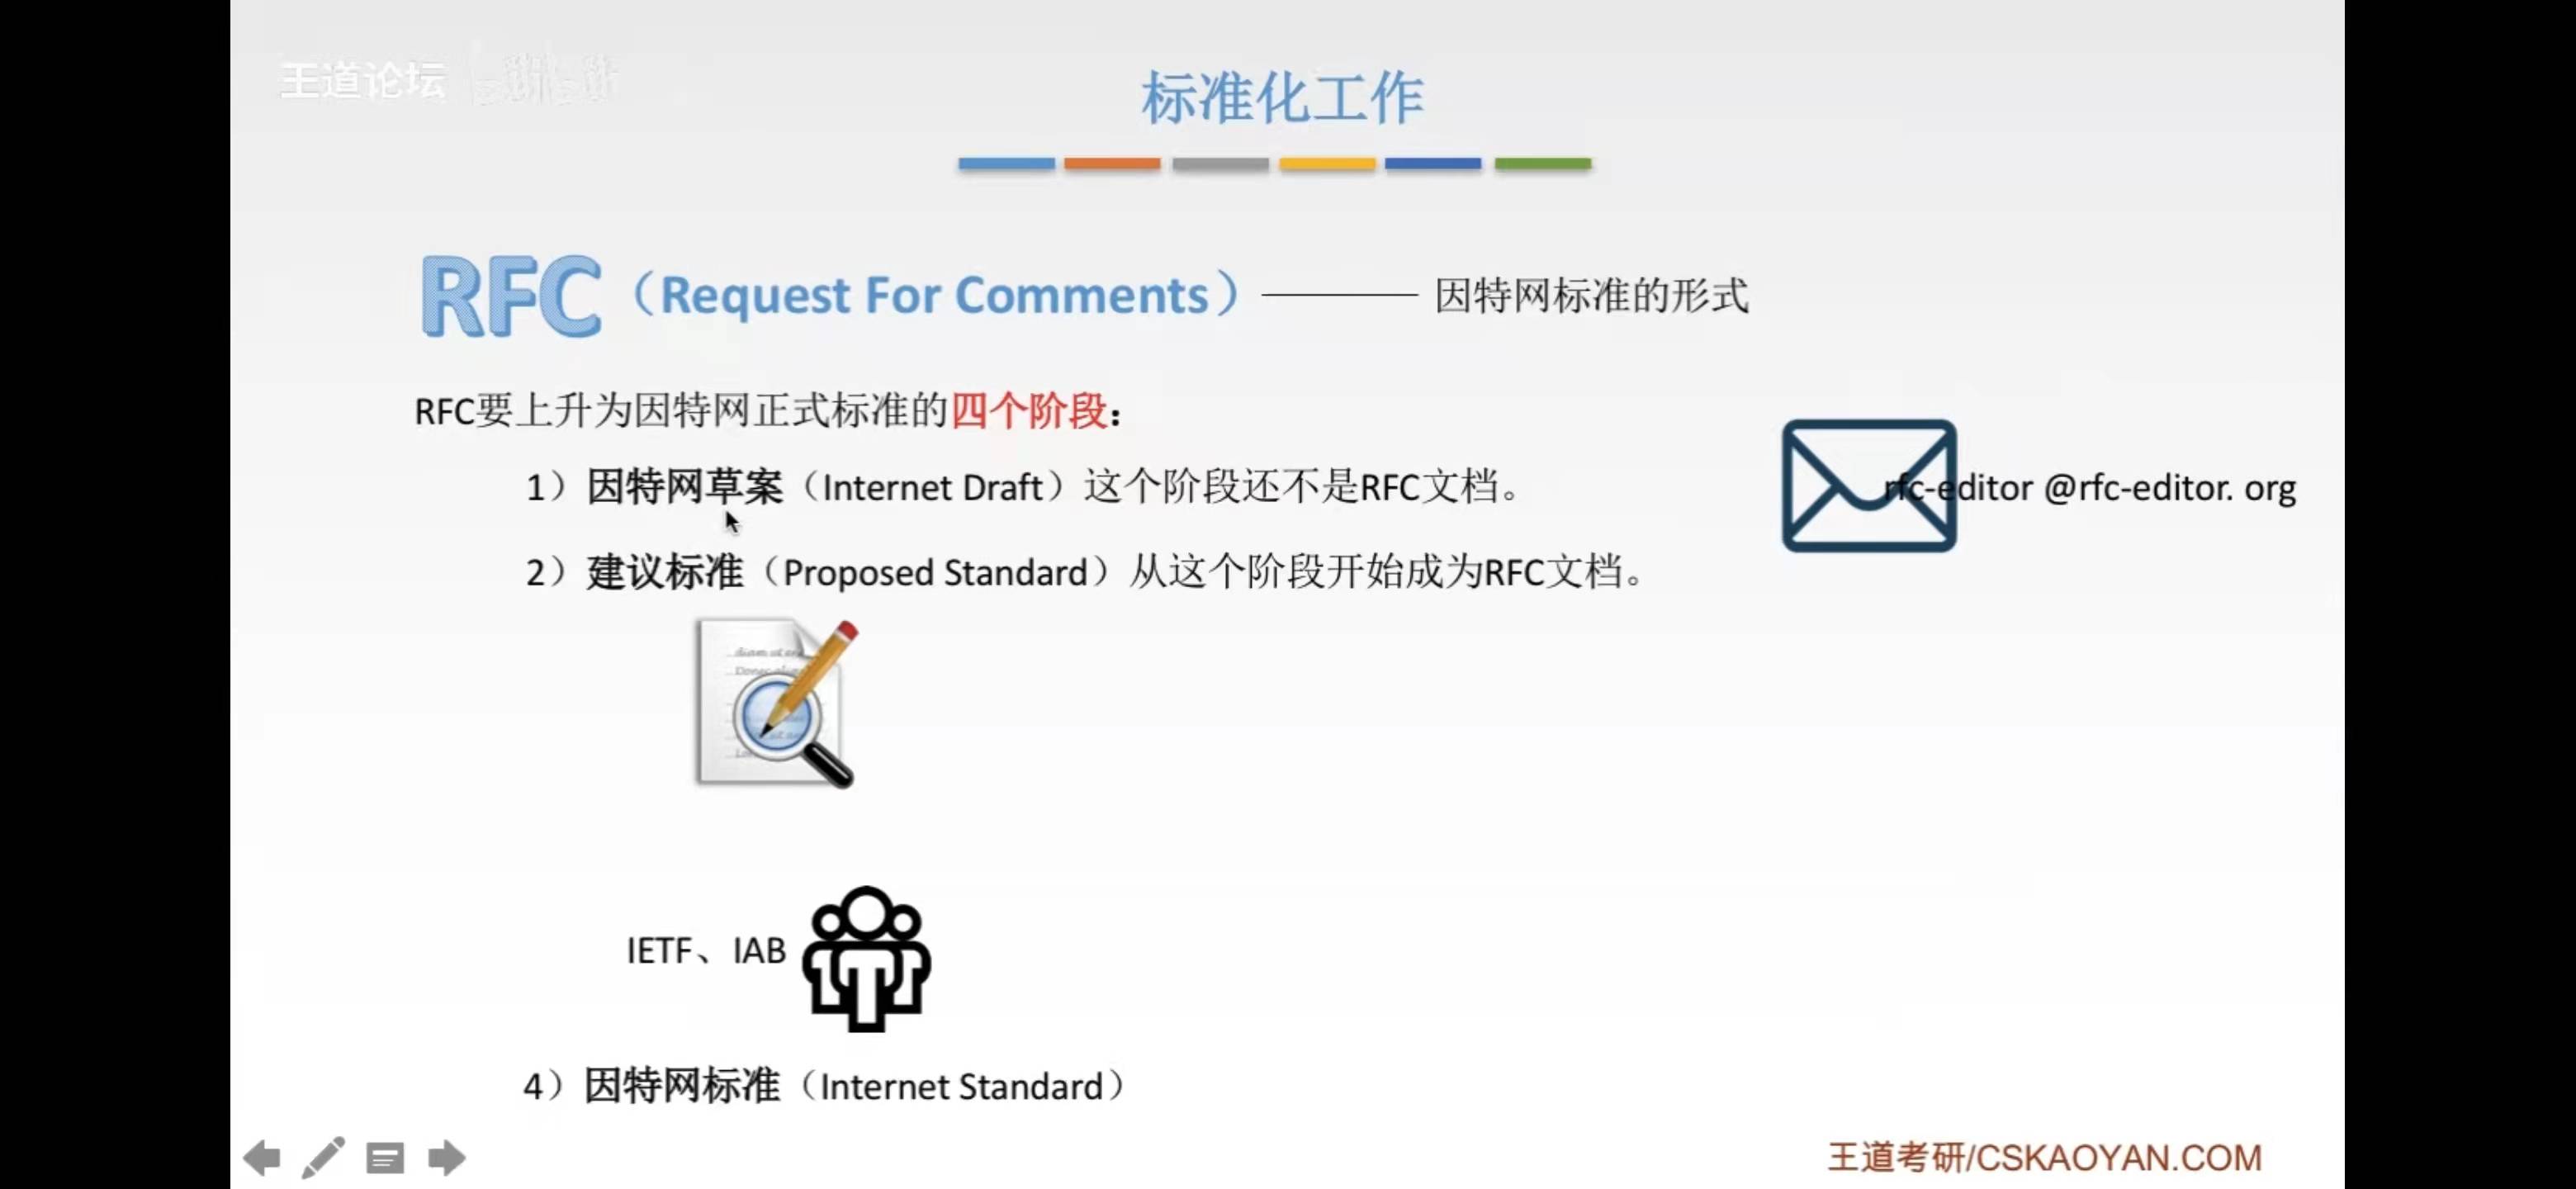 王道论坛 bilibili
标准化工作
RFC（Request For Comments）——— 因特网标准的形式
RFC要上升为因特网正式标准的四个阶段：
1）因特网草案（Internet Draft）这个阶段还不是RFC文档。
rfc-editor @rfc-editor. org
2）建议标准（Proposed Standard）从这个阶段开始成为RFC文档。
IETF、IAB
4）因特网标准（Internet Standard）
王道考研/CSKAOYAN.COM